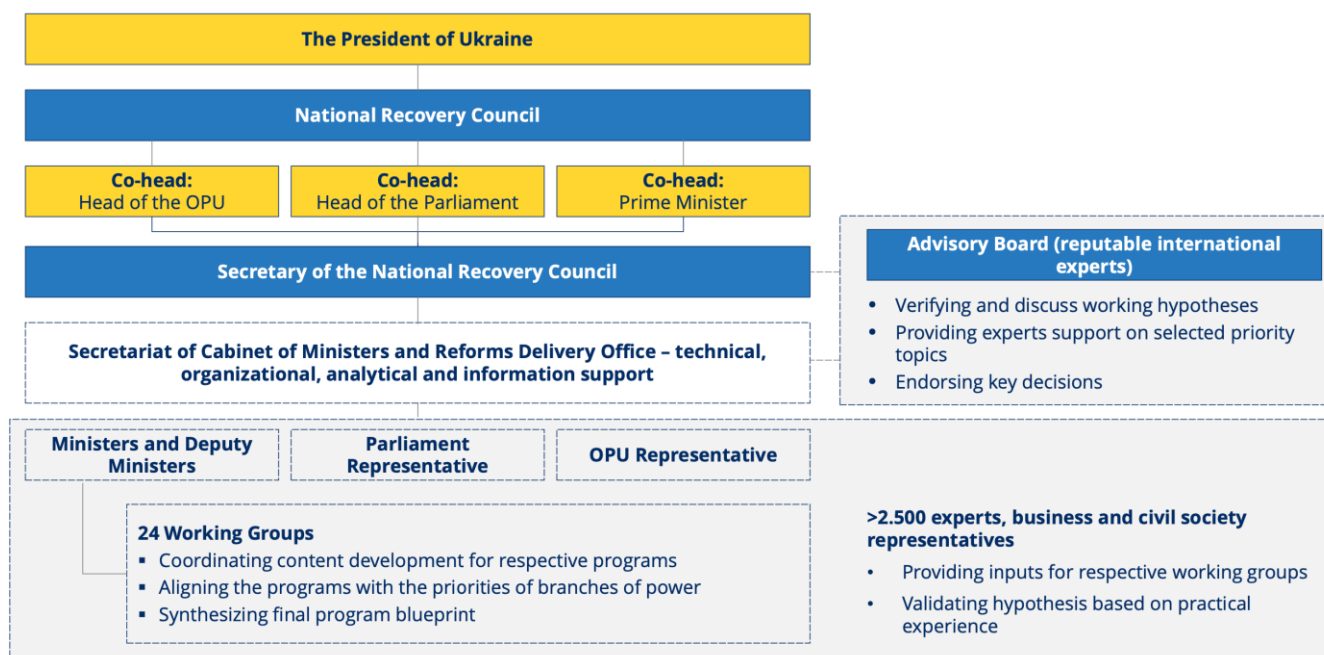 The President of Ukraine
National Recovery Council
Co-head:
Head of the OPU
Co-head:
Head of the Parliament
Co-head:
Prime Minister
Secretary of the National Recovery Council
Advisory Board (reputable international
experts)
• Verifying and discuss working hypotheses
• Providing experts support on selected priority
topics
• Endorsing key decisions
Secretariat of Cabinet of Ministers and Reforms Delivery Office – technical,
organizational, analytical and information support
Ministers and Deputy
Ministers
Parliament
Representative
OPU Representative
24 Working Groups
▪ Coordinating content development for respective programs
▪ Aligning the programs with the priorities of branches of power
▪ Synthesizing final program blueprint
>2.500 experts, business and civil society
representatives
• Providing inputs for respective working groups
• Validating hypothesis based on practical
experience